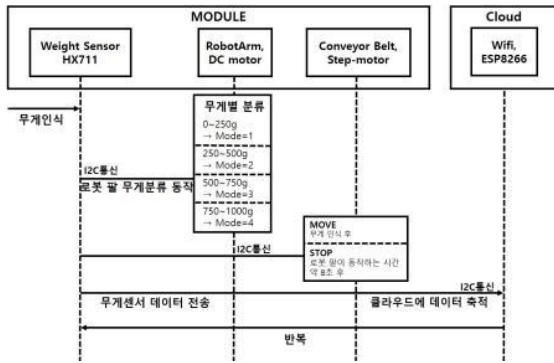 MODULE
Cloud
Weight Sensor
HX711
RobotArm,
DC motor
Conveyor Belt,
Step-motor
Wifi,
ESP8266
무게인식
무게별 분류
0~250g
→ Mode=1
250~500g
→ Mode=2
500~750g
→ Mode=3
750~1000g
→ Mode=4
I2C통신
로봇 팔 무게분류 동작
MOVE
무게 인식 후
STOP
로봇 팔이 동작하는 시간
약 8초 후
I2C통신
I2C통신
무게센서 데이터 전송
클라우드에 데이터 축적
반복